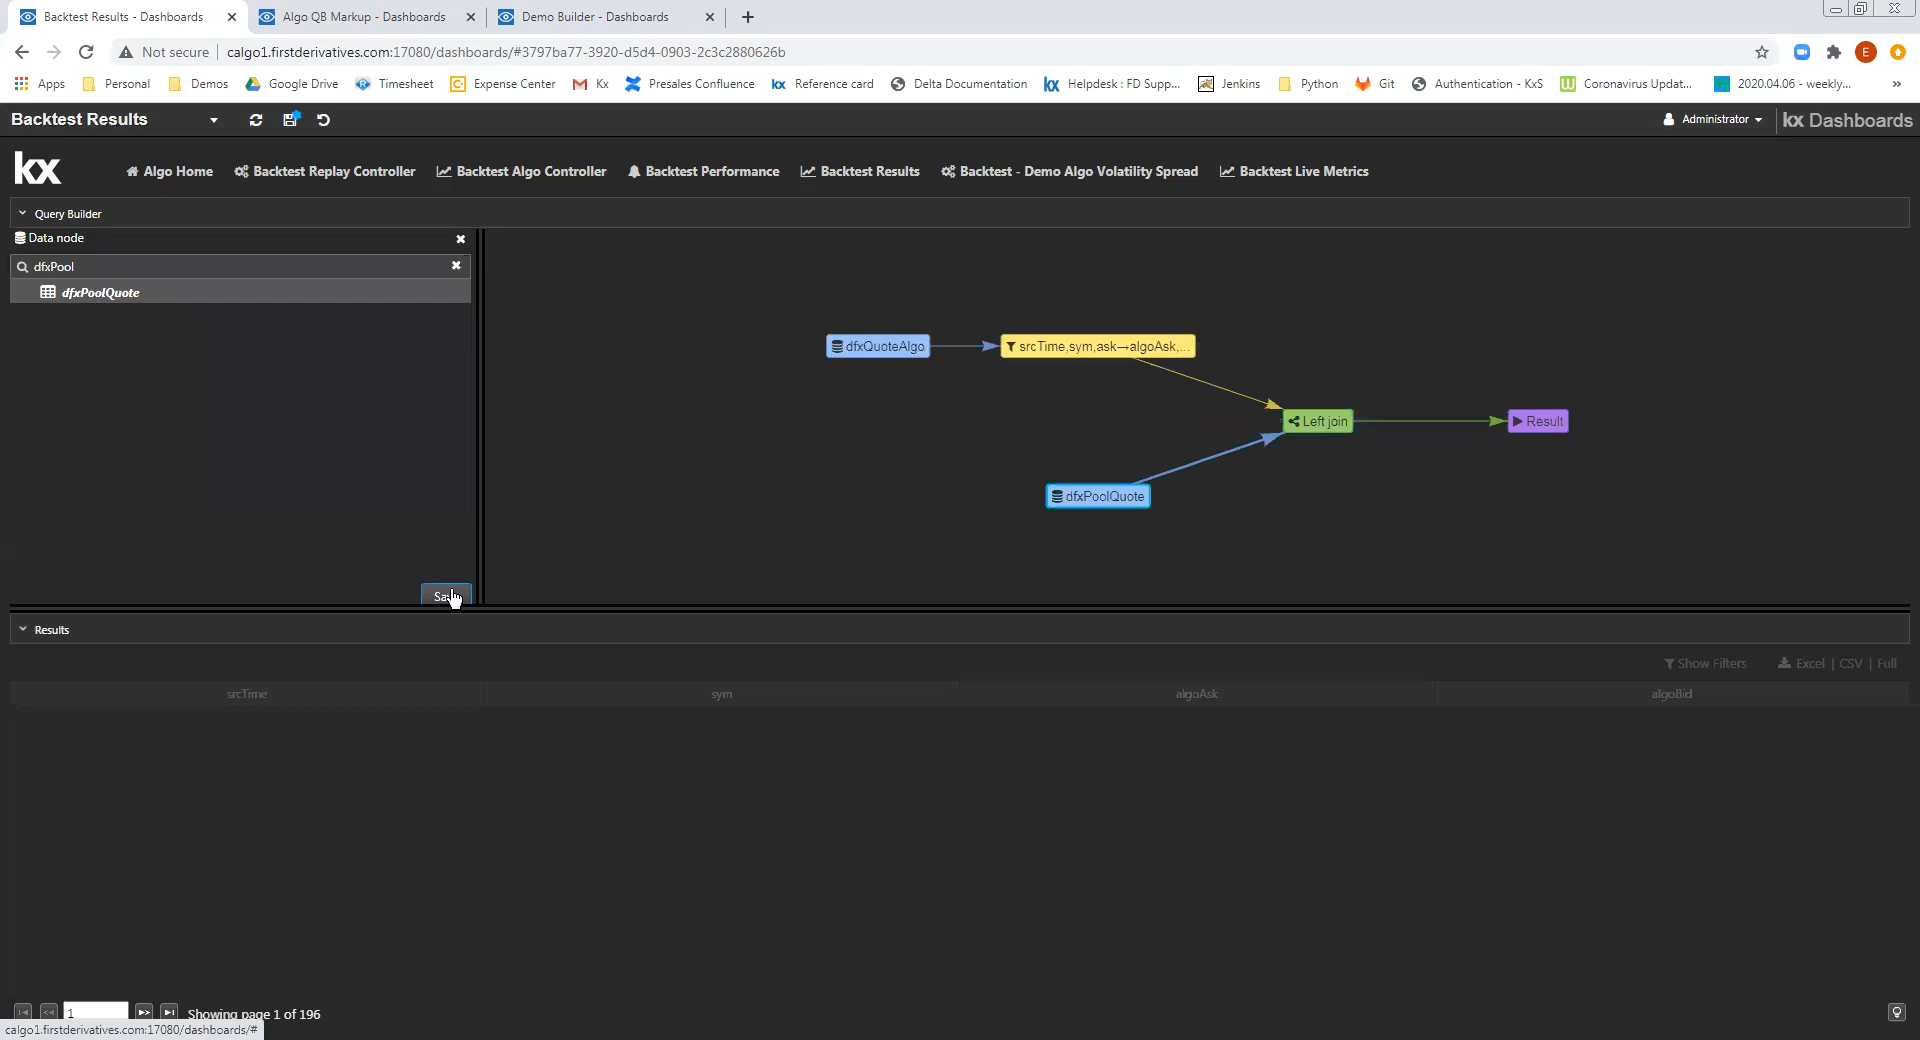 Backtest Results - Dashboards
Algo QB Markup - Dashboards
Demo Builder - Dashboards
Not secure
calgo1.firstderivatives.com:17080/dashboards/#3797ba77-3920-d5d4-0903-2c3c2880626b
E
Apps
Personal
Demos
Google Drive
Timesheet
Expense Center
Kx
Presales Confluence
kx Reference card
Delta Documentation
kx Helpdesk : FD Supp...
Jenkins
Python
Git
Authentication - KxS
Coronavirus Updat...
2020.04.06 - weekly...
»
Backtest Results
Administrator
kx Dashboards
kx
Algo Home
Backtest Replay Controller
Backtest Algo Controller
Backtest Performance
Backtest Results
Backtest - Demo Algo Volatility Spread
Backtest Live Metrics
Query Builder
Data node
dfxPool
dfxPoolQuote
dfxQuoteAlgo
srcTime,sym,ask→algoAsk,...
Left join
Result
dfxPoolQuote
Results
Show Filters
Excel | CSV | Full
srcTime
sym
algoAsk
algoBid
1
Showing page 1 of 196
calgo1.firstderivatives.com:17080/dashboards/#